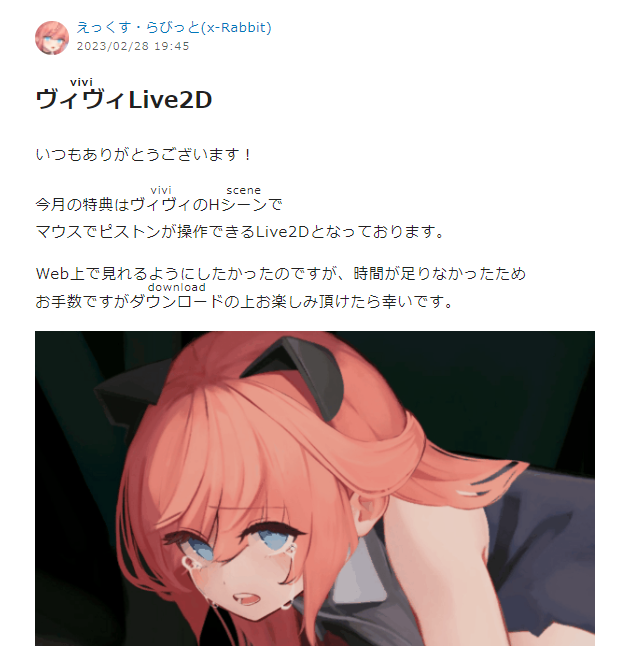 えっくす・らびっと(x-Rabbit)
2023/02/28 19:45
vivi
ヴィヴィLive2D
いつもありがとうございます！
vivi scene
今月の特典はヴィヴィのHシーンで
マウスでピストンが操作できるLive2Dとなっております。
Web上で見れるようにしたかったのですが、時間が足りなかったため
download
お手数ですがダウンロードの上お楽しみ頂けたら幸いです。